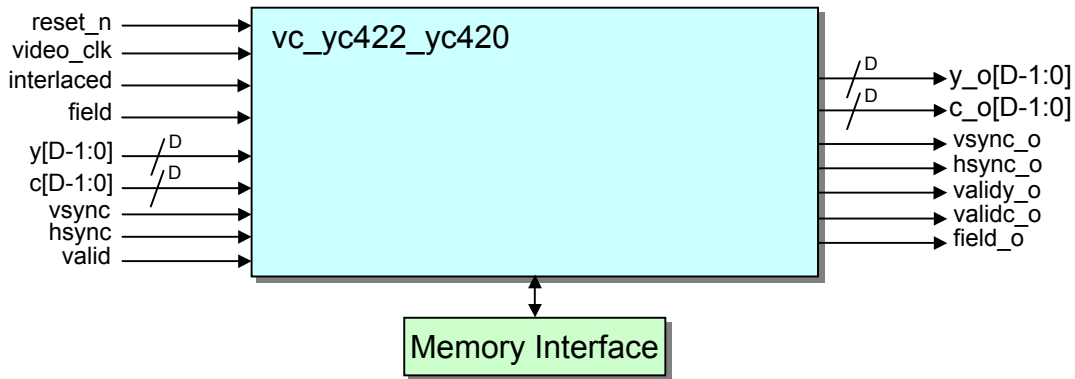 reset_n
video_clk
interlaced
field
y[D-1:0]
D
c[D-1:0]
D
vsync
hsync
valid
vc_yc422_yc420
D
y_o[D-1:0]
D
c_o[D-1:0]
vsync_o
hsync_o
validy_o
validc_o
field_o
Memory Interface